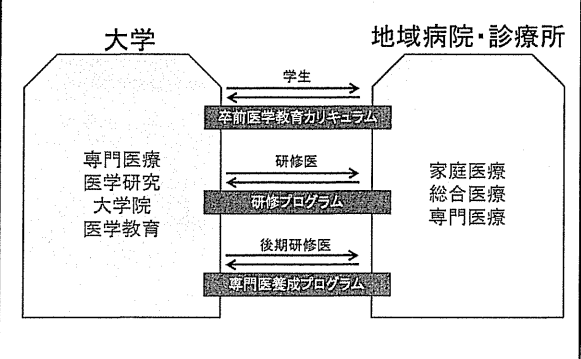 大学
地域病院・診療所
専門医療
医学研究
大学院
医学教育
学生
卒前医学教育カリキュラム
研修医
研修プログラム
後期研修医
専門医養成プログラム
家庭医療
総合医療
専門医療